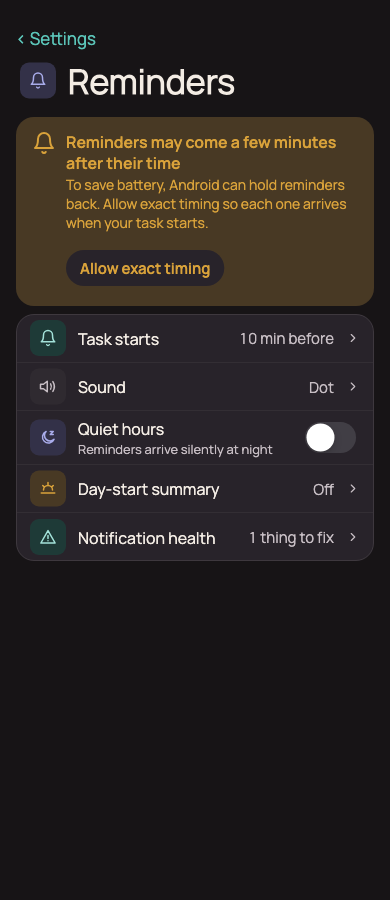 ‹ Settings
Reminders
Reminders may come a few minutes
after their time
To save battery, Android can hold reminders
back. Allow exact timing so each one arrives
when your task starts.
Allow exact timing
Task starts 10 min before ›
Sound Dot ›
Quiet hours
Reminders arrive silently at night
Day-start summary Off ›
Notification health 1 thing to fix ›